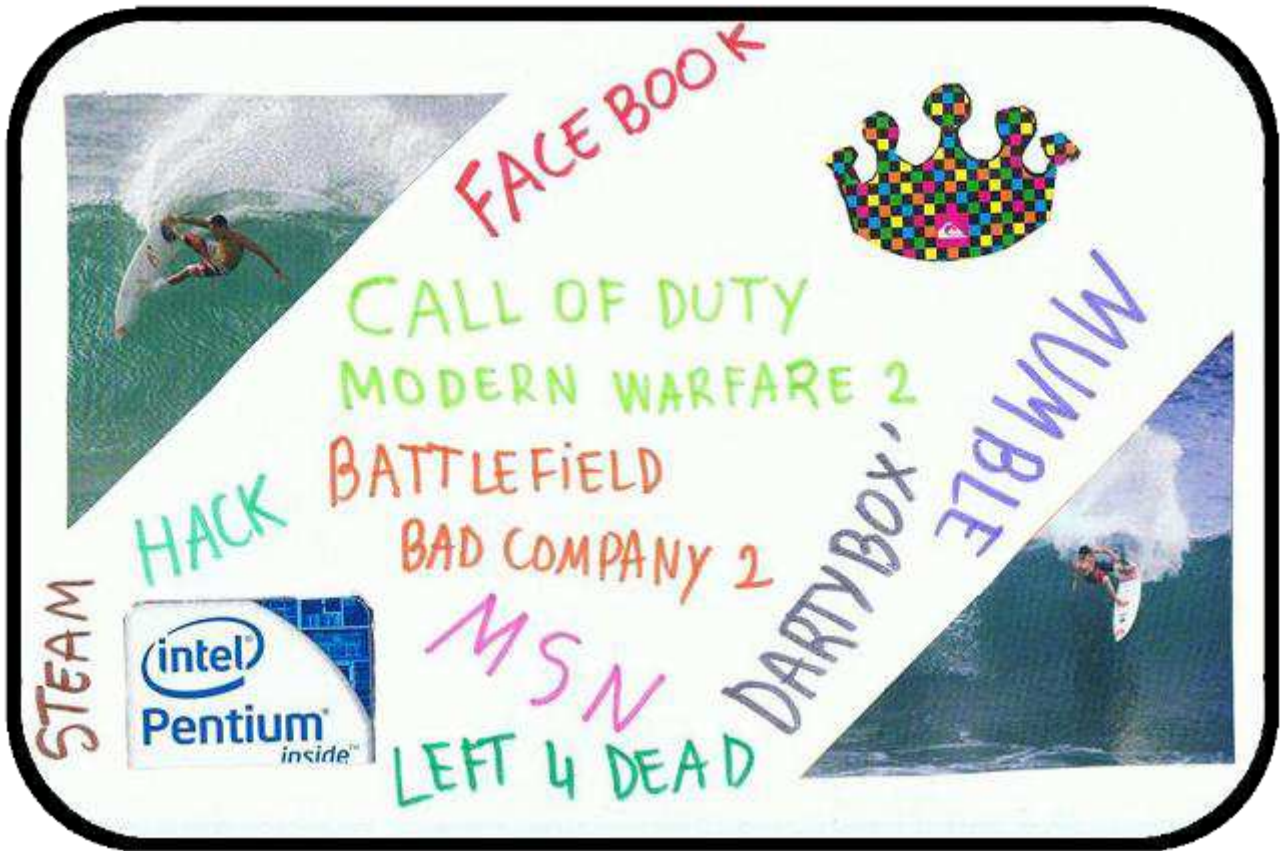 FACEBOOK
CALL OF DUTY
MODERN WARFARE 2
BATTLEFiELD
BAD COMPANY 2
MUMBLE
DARTYBOX'
HACK
STEAM
intel®
Pentium®
inside™
MSN
LEFT 4 DEAD